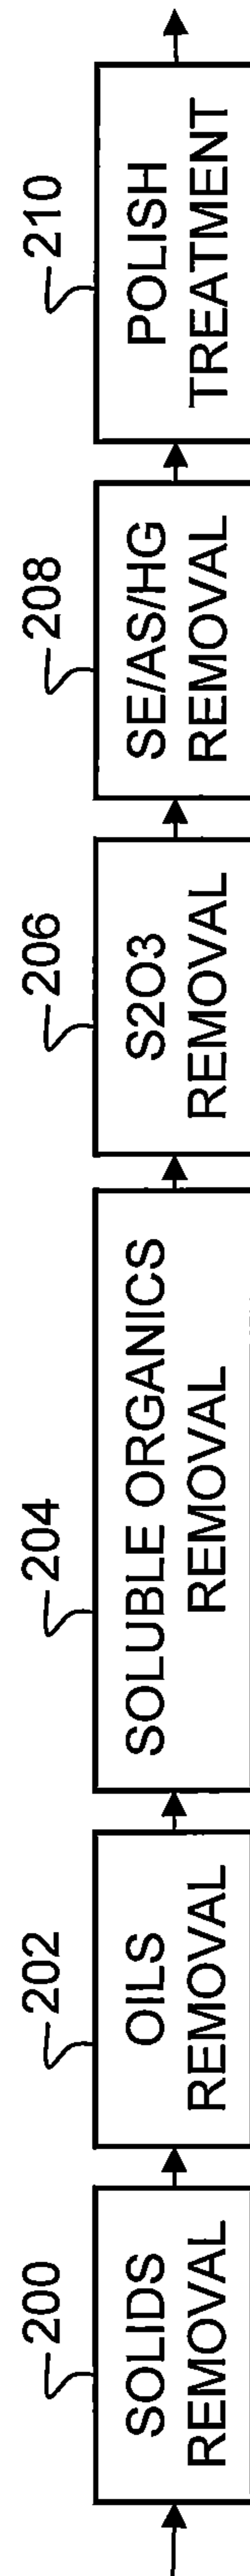 200
SOLIDS
REMOVAL
202
OILS
REMOVAL
204
SOLUBLE ORGANICS
REMOVAL
206
S2O3
REMOVAL
208
SE/AS/HG
REMOVAL
210
POLISH
TREATMENT